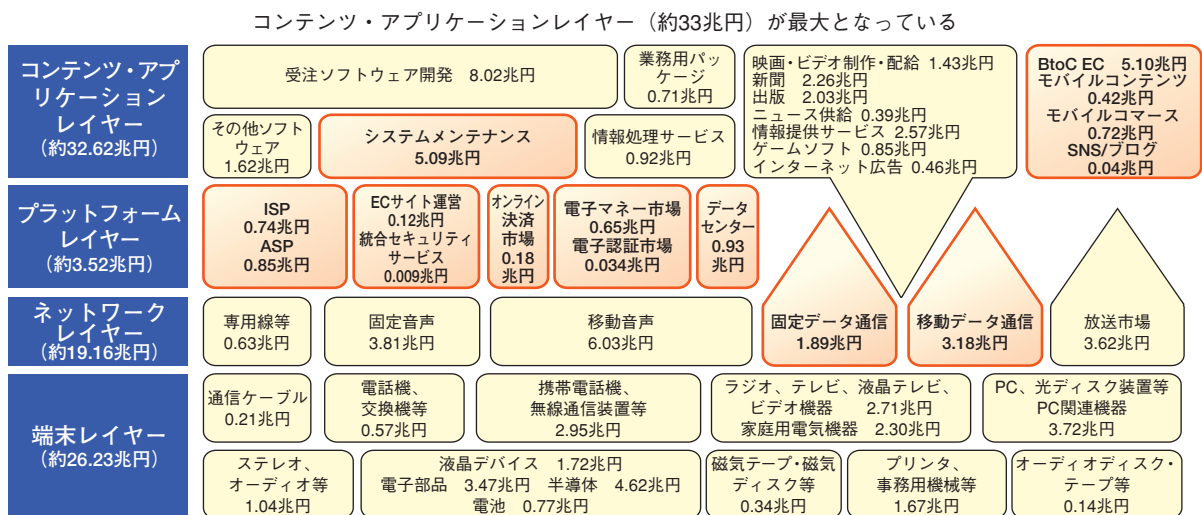 コンテンツ・アプリケーションレイヤー（約33兆円）が最大となっている
コンテンツ・アプ
リケーション
レイヤー
（約32.62兆円）
受注ソフトウェア開発 8.02兆円
業務用パッ
ケージ
0.71兆円
その他ソフト
ウェア
1.62兆円
システムメンテナンス
5.09兆円
情報処理サービス
0.92兆円
映画・ビデオ制作・配給 1.43兆円
新聞 2.26兆円
出版 2.03兆円
ニュース供給 0.39兆円
情報提供サービス 2.57兆円
ゲームソフト 0.85兆円
インターネット広告 0.46兆円
BtoC EC 5.10兆円
モバイルコンテンツ
0.42兆円
モバイルコマース
0.72兆円
SNS/ブログ
0.04兆円
プラットフォーム
レイヤー
（約3.52兆円）
ISP
0.74兆円
ASP
0.85兆円
ECサイト運営
0.12兆円
統合セキュリティ
サービス
0.009兆円
オンライン
決済
市場
0.18
兆円
電子マネー市場
0.65兆円
電子認証市場
0.034兆円
データ
センター
0.93
兆円
ネットワーク
レイヤー
（約19.16兆円）
専用線等
0.63兆円
固定音声
3.81兆円
移動音声
6.03兆円
固定データ通信
1.89兆円
移動データ通信
3.18兆円
放送市場
3.62兆円
端末レイヤー
（約26.23兆円）
通信ケーブル
0.21兆円
電話機、
交換機等
0.57兆円
携帯電話機、
無線通信装置等
2.95兆円
ラジオ、テレビ、液晶テレビ、
ビデオ機器 2.71兆円
家庭用電気機器 2.30兆円
PC、光ディスク装置等
PC関連機器
3.72兆円
ステレオ、
オーディオ等
1.04兆円
液晶デバイス 1.72兆円
電子部品 3.47兆円 半導体 4.62兆円
電池 0.77兆円
磁気テープ・磁気
ディスク等
0.34兆円
プリンタ、
事務用機械等
1.67兆円
オーディオディスク・
テープ等
0.14兆円